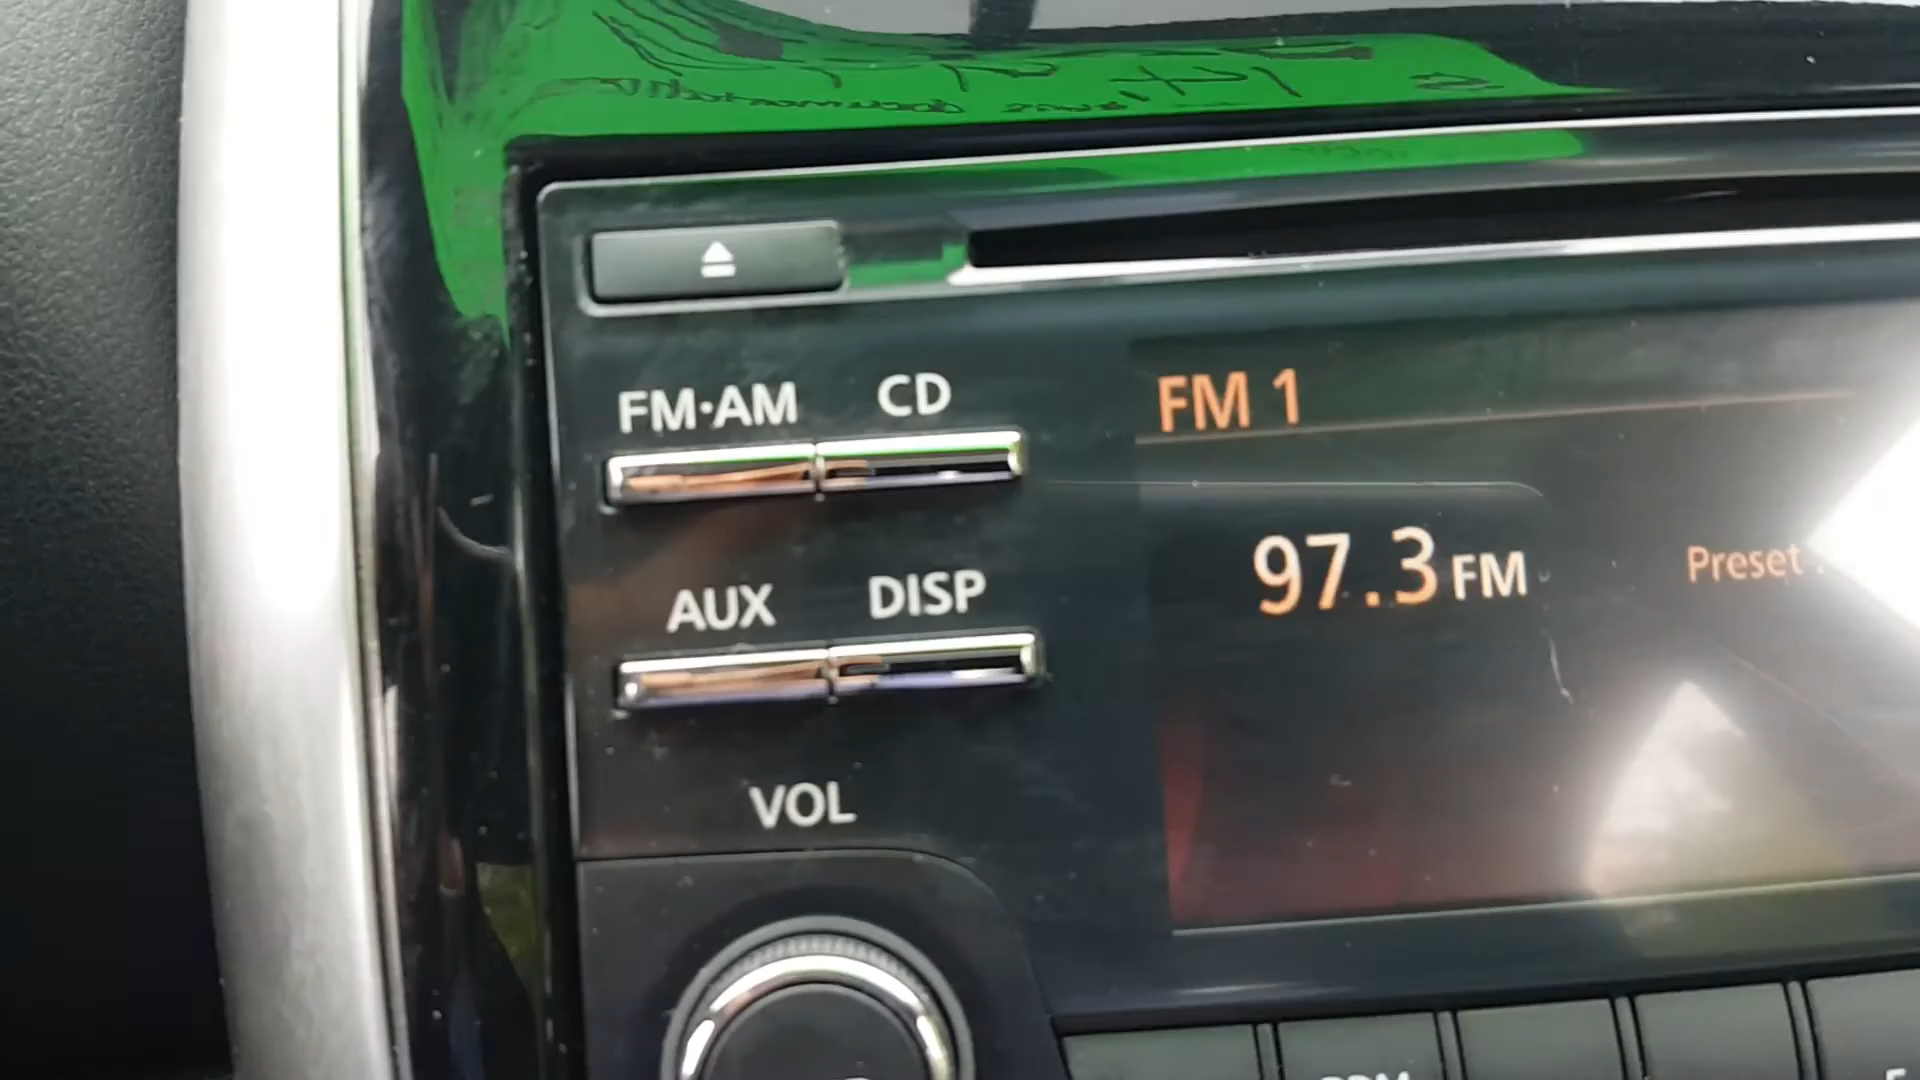 FM·AM CD
FM 1
97.3 FM
Preset
AUX DISP
VOL